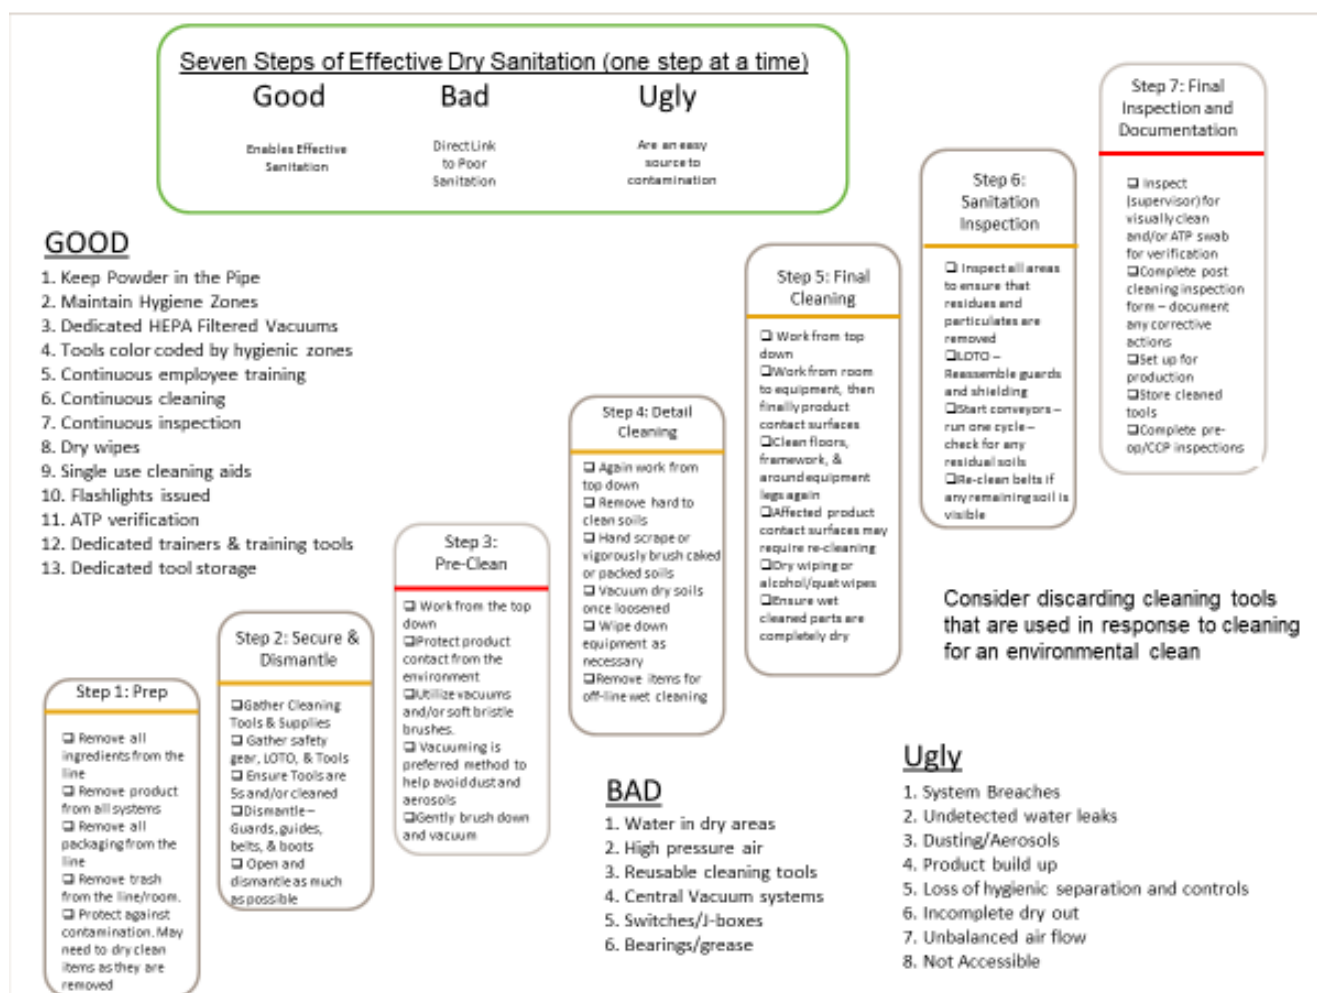 Seven Steps of Effective Dry Sanitation (one step at a time)
Good
Enables Effective
Sanitation
Bad
Direct Link
to Poor
Sanitation
Ugly
Are an easy
source to
contamination
GOOD
1. Keep Powder in the Pipe
2. Maintain Hygiene Zones
3. Dedicated HEPA Filtered Vacuums
4. Tools color coded by hygienic zones
5. Continuous employee training
6. Continuous cleaning
7. Continuous inspection
8. Dry wipes
9. Single use cleaning aids
10. Flashlights issued
11. ATP verification
12. Dedicated trainers & training tools
13. Dedicated tool storage
Step 1: Prep
❑ Remove all
ingredients from the
line
❑ Remove product
from all systems
❑ Remove all
packaging from the
line
❑ Remove trash
from the line/room.
❑ Protect against
contamination. May
need to dry clean
items as they are
removed
Step 2: Secure &
Dismantle
❑Gather Cleaning
Tools & Supplies
❑ Gather safety
gear, LOTO, & Tools
❑ Ensure Tools are
5s and/or cleaned
❑Dismantle –
Guards, guides,
belts, & boots
❑ Open and
dismantle as much
as possible
Step 3:
Pre-Clean
❑ Work from the top
down
❑Protect product
contact from the
environment
❑Utilize vacuums
and/or soft bristle
brushes.
❑ Vacuuming is
preferred method to
help avoid dust and
aerosols
❑Gently brush down
and vacuum
Step 4: Detail
Cleaning
❑ Again work from
top down
❑ Remove hard to
clean soils
❑ Hand scrape or
vigorously brush caked
or packed soils
❑ Vacuum dry soils
once loosened
❑ Wipe down
equipment as
necessary
❑Remove items for
off-line wet cleaning
Step 5: Final
Cleaning
❑ Work from top
down
❑Work from room
to equipment, then
finally product
contact surfaces
❑Clean floors,
framework, &
around equipment
legs again
❑Affected product
contact surfaces may
require re-cleaning
❑Dry wiping or
alcohol/quat wipes
❑Ensure wet
cleaned parts are
completely dry
Step 6:
Sanitation
Inspection
❑ Inspect all areas
to ensure that
residues and
particulates are
removed
❑LOTO –
Reassemble guards
and shielding
❑Start conveyors –
run one cycle –
check for any
residual soils
❑Re-clean belts if
any remaining soil is
visible
Step 7: Final
Inspection and
Documentation
❑ Inspect
(supervisor) for
visually clean
and/or ATP swab
for verification
❑Complete post
cleaning inspection
form – document
any corrective
actions
❑Set up for
production
❑Store cleaned
tools
❑Complete pre-
op/CCP inspections
Consider discarding cleaning tools
that are used in response to cleaning
for an environmental clean
BAD
1. Water in dry areas
2. High pressure air
3. Reusable cleaning tools
4. Central Vacuum systems
5. Switches/J-boxes
6. Bearings/grease
Ugly
1. System Breaches
2. Undetected water leaks
3. Dusting/Aerosols
4. Product build up
5. Loss of hygienic separation and controls
6. Incomplete dry out
7. Unbalanced air flow
8. Not Accessible